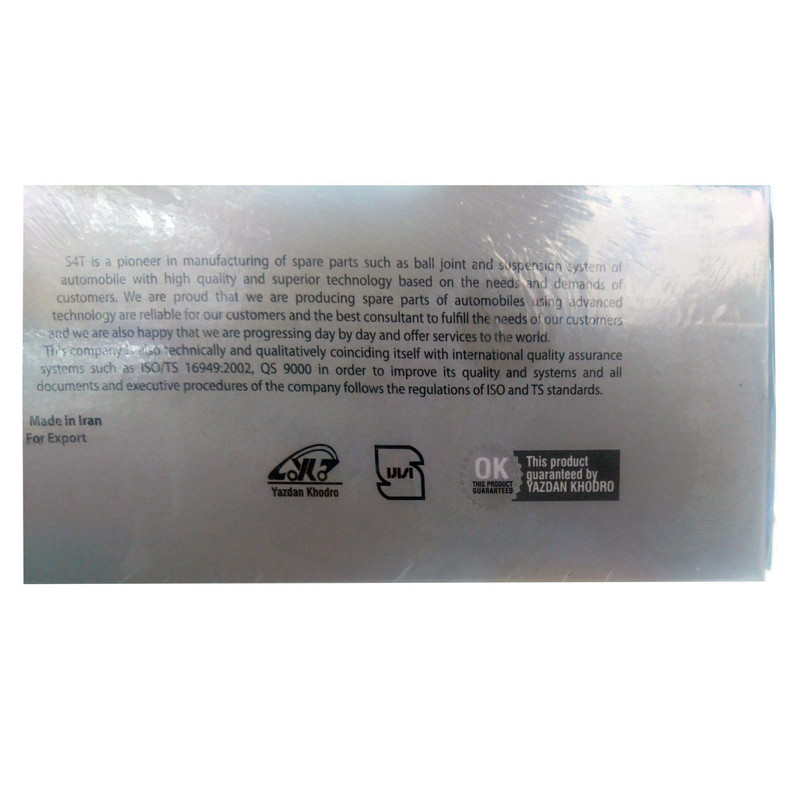 S4T is a pioneer in manufacturing of spare parts such as ball joint and suspension system of
automobile with high quality and superior technology based on the needs and demands of
customers. We are proud that we are producing spare parts of automobiles using advanced
technology are reliable for our customers and the best consultant to fulfill the needs of our customers
and we are also happy that we are progressing day by day and offer services to the world.
This company is also technically and qualitatively coinciding itself with international quality assurance
systems such as ISO/TS 16949:2002, QS 9000 in order to improve its quality and systems and all
documents and executive procedures of the company follows the regulations of ISO and TS standards.
Made in Iran
For Export
Yazdan Khodro
OK
THIS PRODUCT
GUARANTEED
This product
guaranteed by
YAZDAN KHODRO